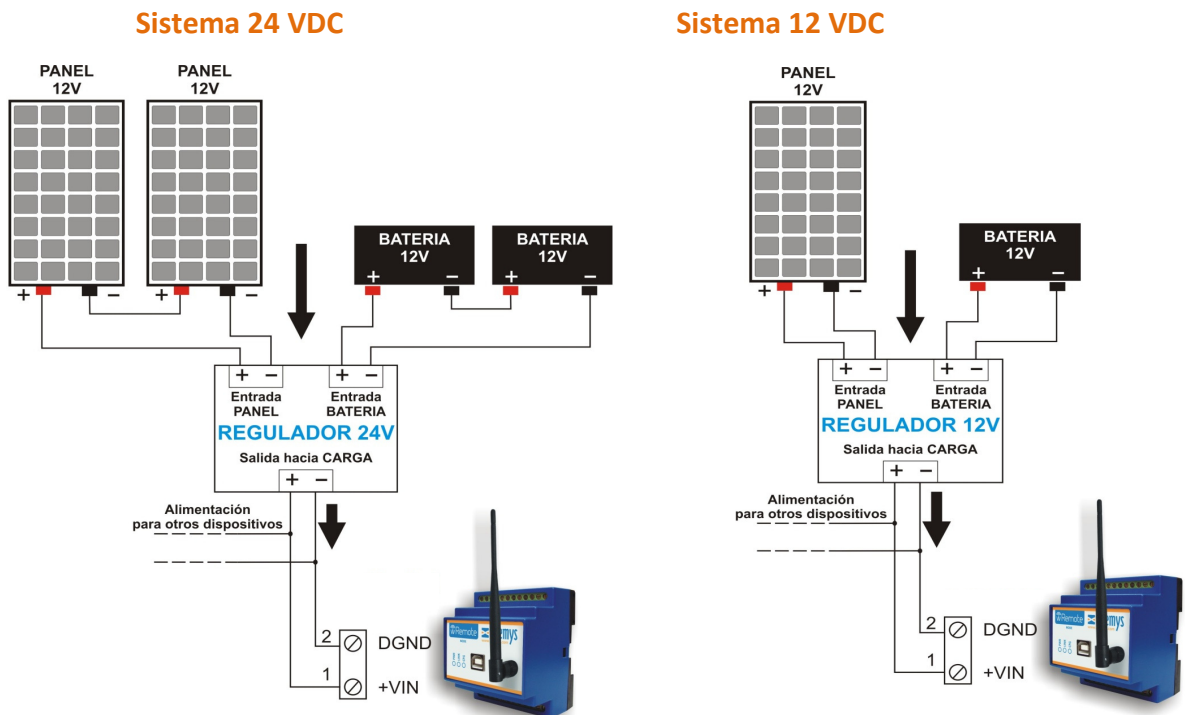 Sistema 24 VDC
PANEL
12V
PANEL
12V
BATERIA
12V
+ −
BATERIA
12V
+ −
+ −
+ −
+ −
+ −
Entrada
PANEL
Entrada
BATERIA
REGULADOR 24V
Salida hacia CARGA
+ −
Alimentación
para otros dispositivos
2 DGND
1 +VIN
wRemote
Sistema 12 VDC
PANEL
12V
BATERIA
12V
+ −
+ −
+ −
+ −
Entrada
PANEL
Entrada
BATERIA
REGULADOR 12V
Salida hacia CARGA
+ −
Alimentación
para otros dispositivos
2 DGND
1 +VIN
wRemote